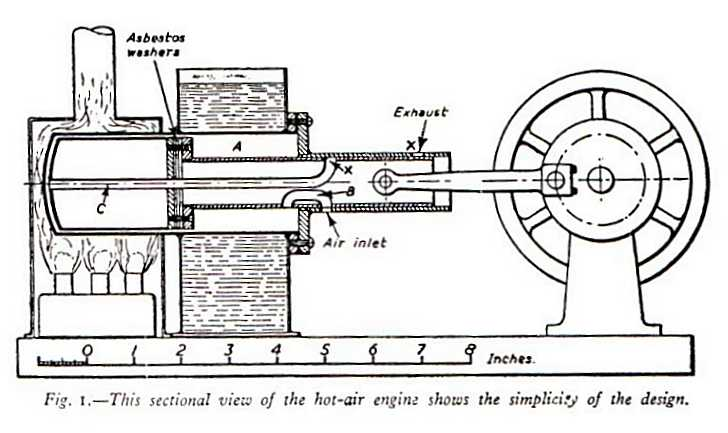 Asbestos
washers
Exhaust
X
A
X
B
C
Air inlet
0 1 2 3 4 5 6 7 8 Inches.
Fig. 1.—This sectional view of the hot-air engine shows the simplicity of the design.